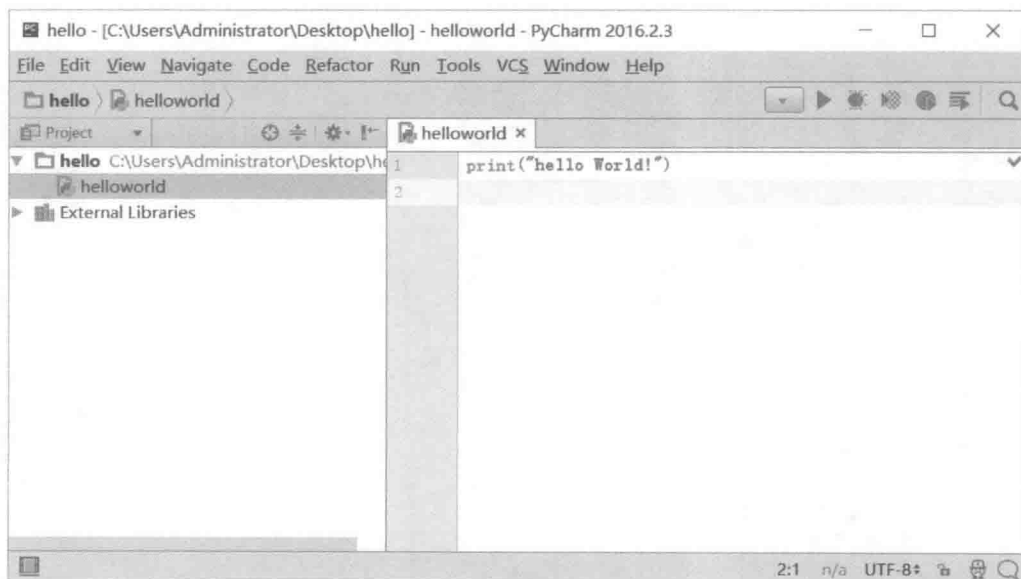 hello - [C:\Users\Administrator\Desktop\hello] - helloworld - PyCharm 2016.2.3
File Edit View Navigate Code Refactor Run Tools VCS Window Help
hello helloworld
Project
helloworld ×
hello C:\Users\Administrator\Desktop\he
helloworld
External Libraries
1 print("hello World!")
2
2:1 n/a UTF-8